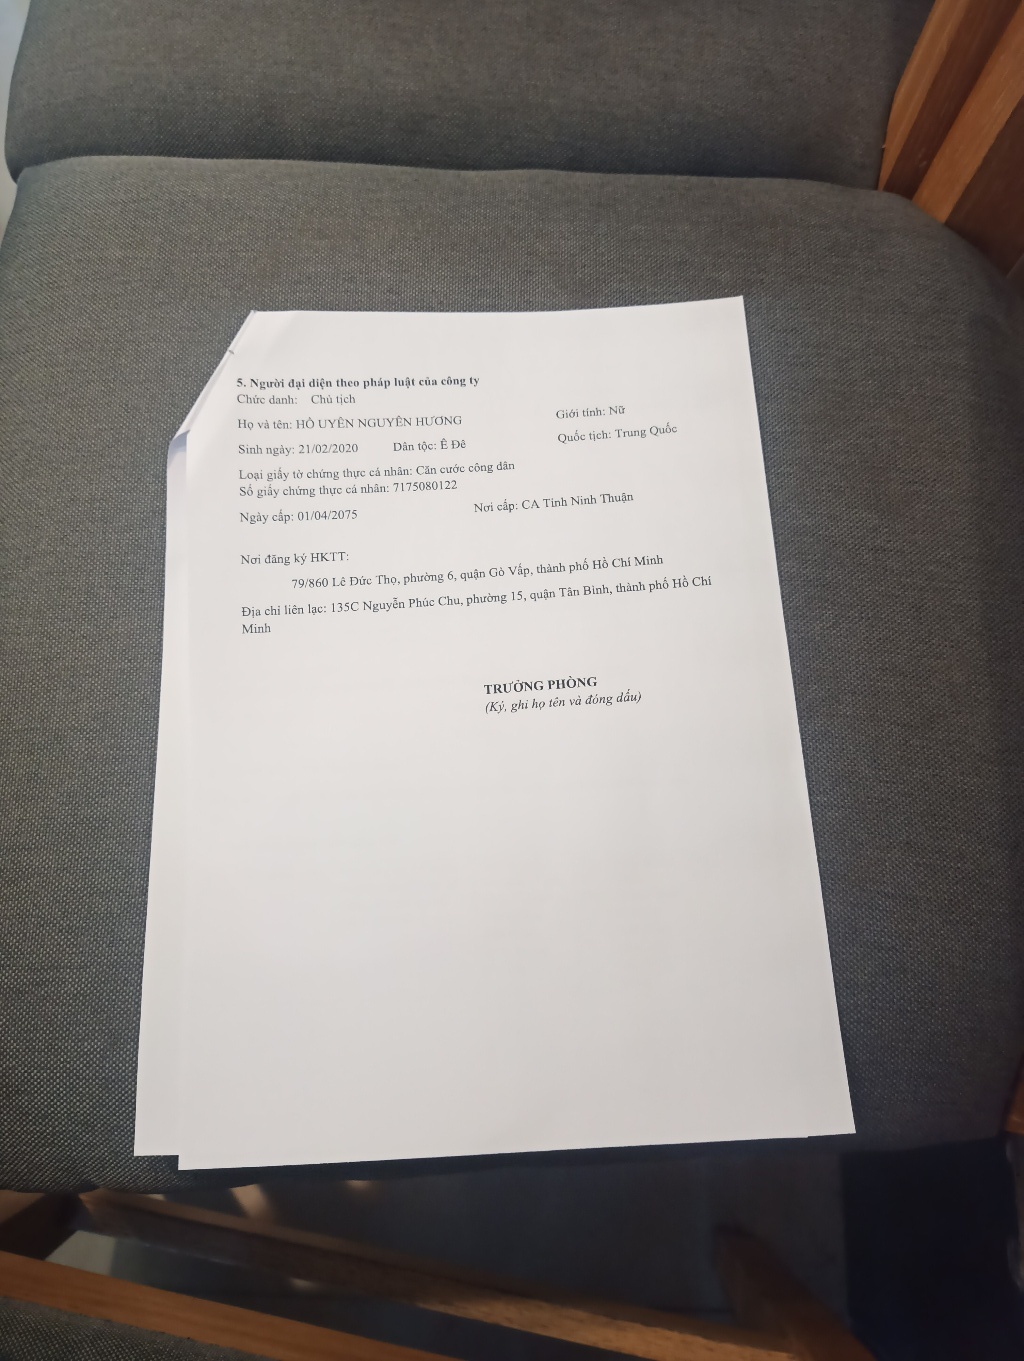 5. Người đại diện theo pháp luật của công ty
Chức danh: Chủ tịch
Họ và tên: HỒ UYÊN NGUYÊN HƯƠNG Giới tính: Nữ
Sinh ngày: 21/02/2020 Dân tộc: Ê Đê Quốc tịch: Trung Quốc
Loại giấy tờ chứng thực cá nhân: Căn cước công dân
Số giấy chứng thực cá nhân: 7175080122
Ngày cấp: 01/04/2075 Nơi cấp: CA Tỉnh Ninh Thuận
Nơi đăng ký HKTT:
79/860 Lê Đức Thọ, phường 6, quận Gò Vấp, thành phố Hồ Chí Minh
Địa chỉ liên lạc: 135C Nguyễn Phúc Chu, phường 15, quận Tân Bình, thành phố Hồ Chí
Minh
TRƯỞNG PHÒNG
(Ký, ghi họ tên và đóng dấu)